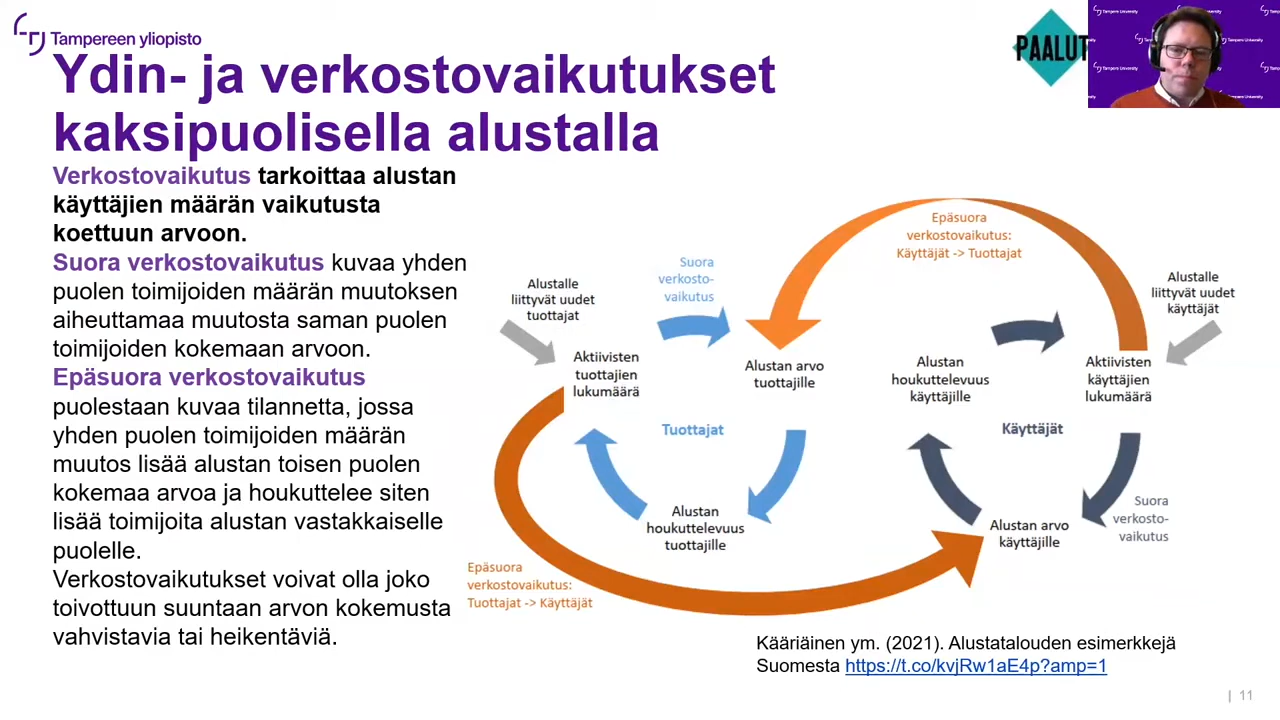 Tampereen yliopisto
PAALUT
Tampere University
Ydin- ja verkostovaikutukset
kaksipuolisella alustalla
Verkostovaikutus tarkoittaa alustan
käyttäjien määrän vaikutusta
koettuun arvoon.
Suora verkostovaikutus kuvaa yhden
puolen toimijoiden määrän muutoksen
aiheuttamaa muutosta saman puolen
toimijoiden kokemaan arvoon.
Epäsuora verkostovaikutus
puolestaan kuvaa tilannetta, jossa
yhden puolen toimijoiden määrän
muutos lisää alustan toisen puolen
kokemaa arvoa ja houkuttelee siten
lisää toimijoita alustan vastakkaiselle
puolelle.
Verkostovaikutukset voivat olla joko
toivottuun suuntaan arvon kokemusta
vahvistavia tai heikentäviä.
Alustalle
liittyvät uudet
tuottajat
Suora
verkosto-
vaikutus
Aktiivisten
tuottajien
lukumäärä
Alustan arvo
tuottajille
Tuottajat
Alustan
houkuttelevuus
tuottajille
Epäsuora
verkostovaikutus:
Tuottajat -> Käyttäjät
Epäsuora
verkostovaikutus:
Käyttäjät -> Tuottajat
Alustalle
liittyvät uudet
käyttäjät
Alustan
houkuttelevuus
käyttäjille
Aktiivisten
käyttäjien
lukumäärä
Käyttäjät
Suora
verkosto-
vaikutus
Alustan arvo
käyttäjille
Kääriäinen ym. (2021). Alustatalouden esimerkkejä
Suomesta https://t.co/kvjRw1aE4p?amp=1
| 11